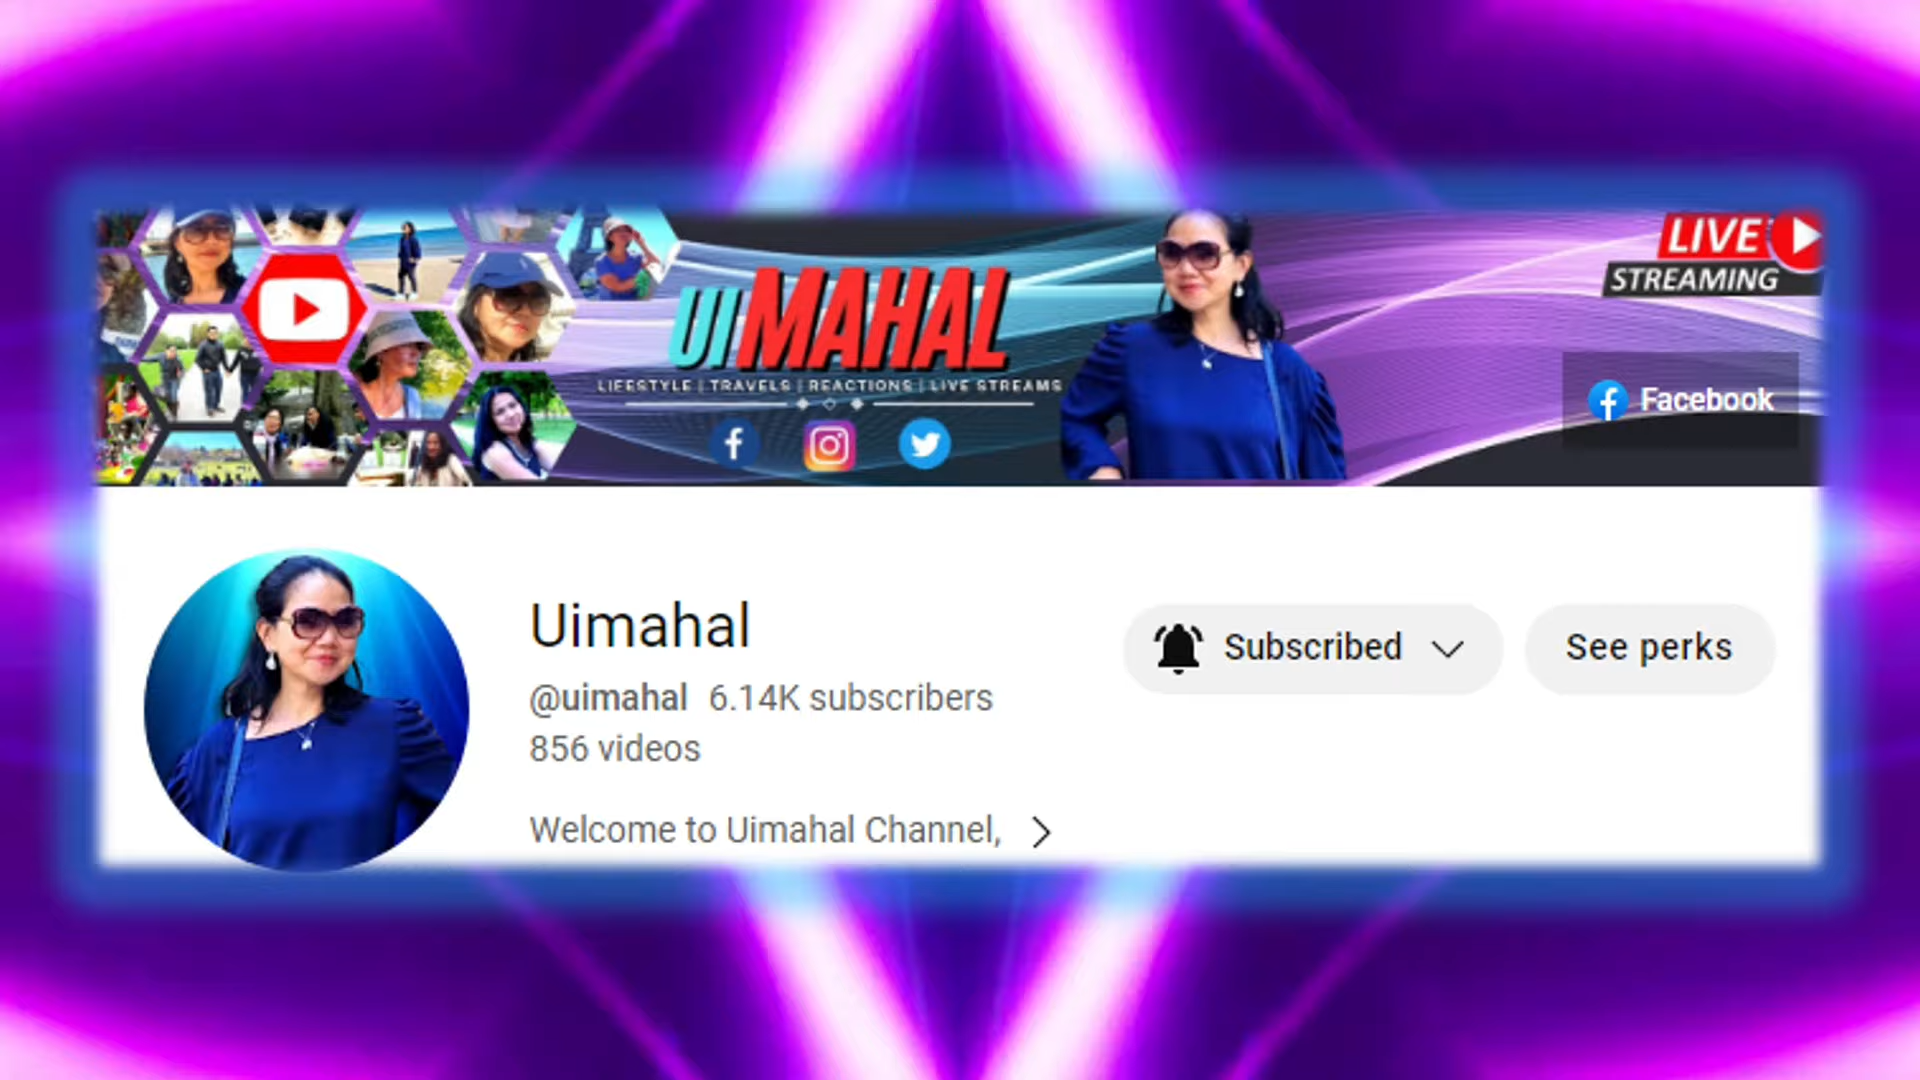 LIVE
STREAMING
UIMAHAL
LIFESTYLE | TRAVELS | REACTIONS | LIVE STREAMS
Facebook
Uimahal
@uimahal 6.14K subscribers
856 videos
Welcome to Uimahal Channel,
Subscribed
See perks